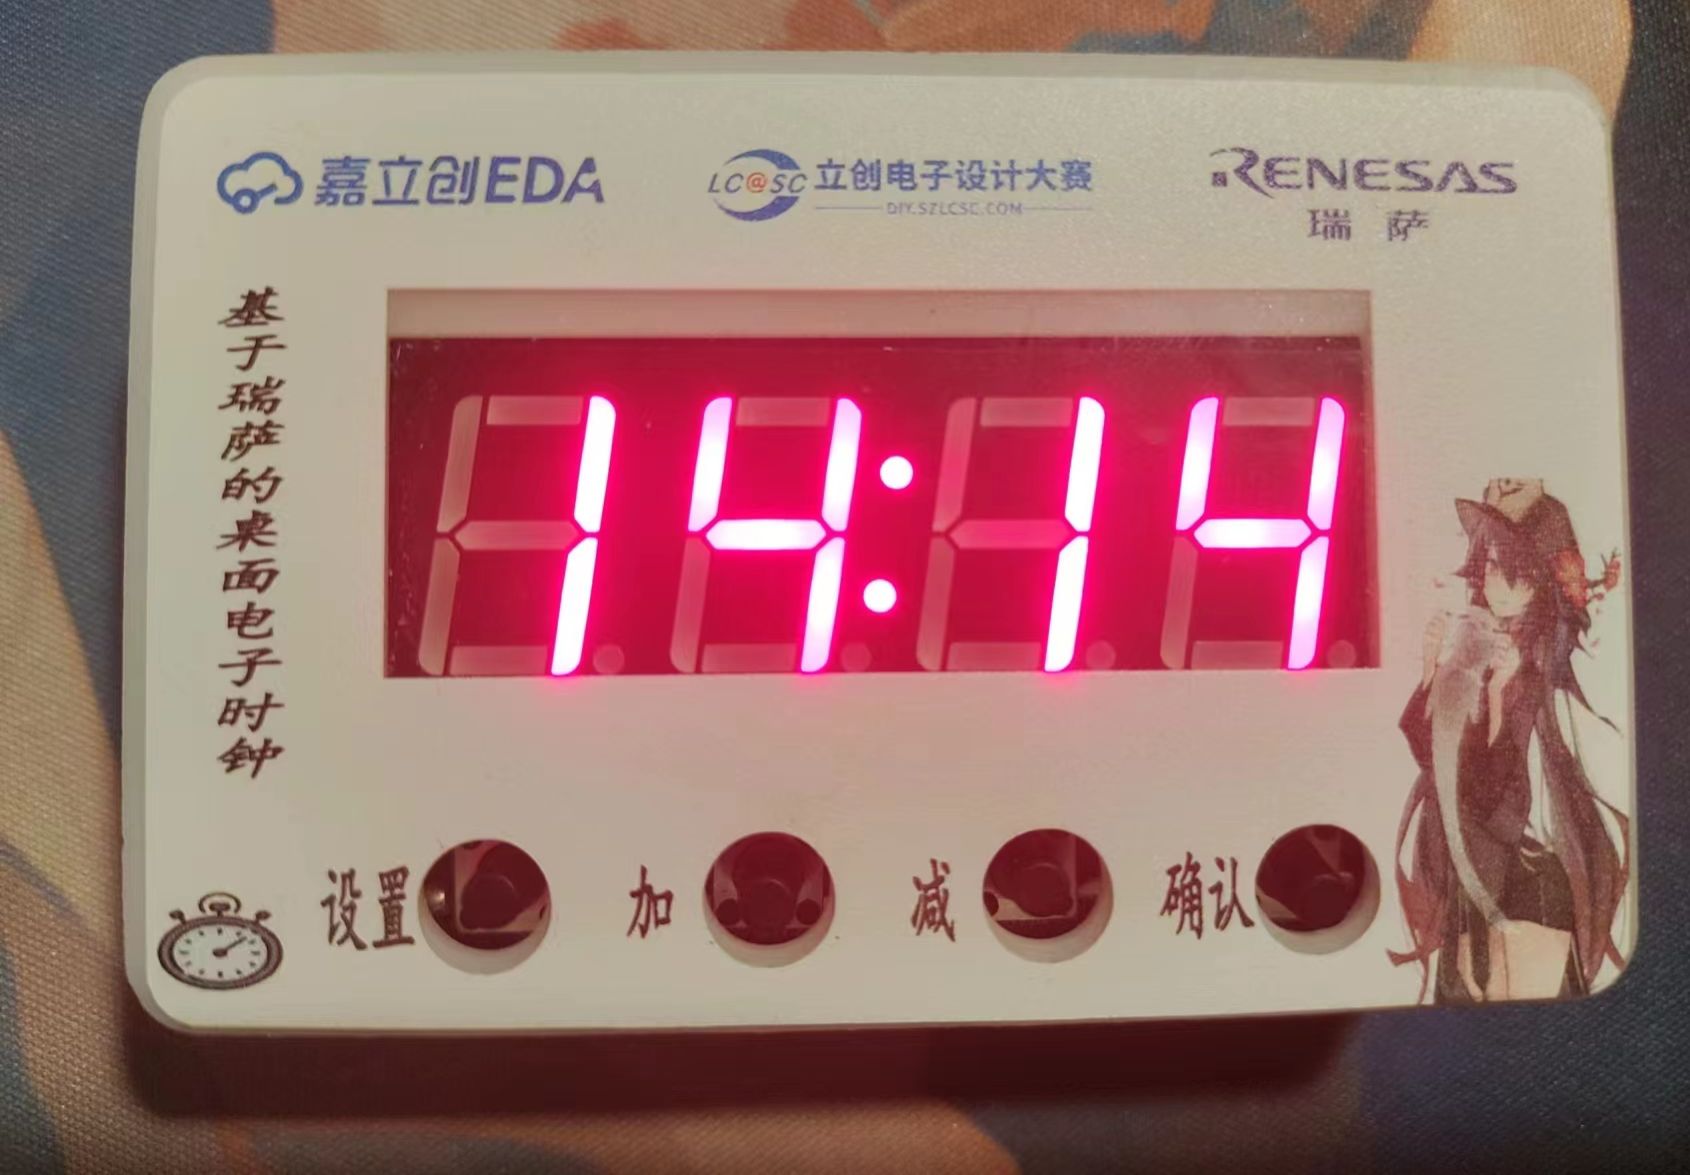 嘉立创EDA
LC@SC 立创电子设计大赛
DIY.SZLCSC.COM
RENESAS
瑞萨
基于瑞萨的桌面电子时钟
14:14
设置
加
减
确认